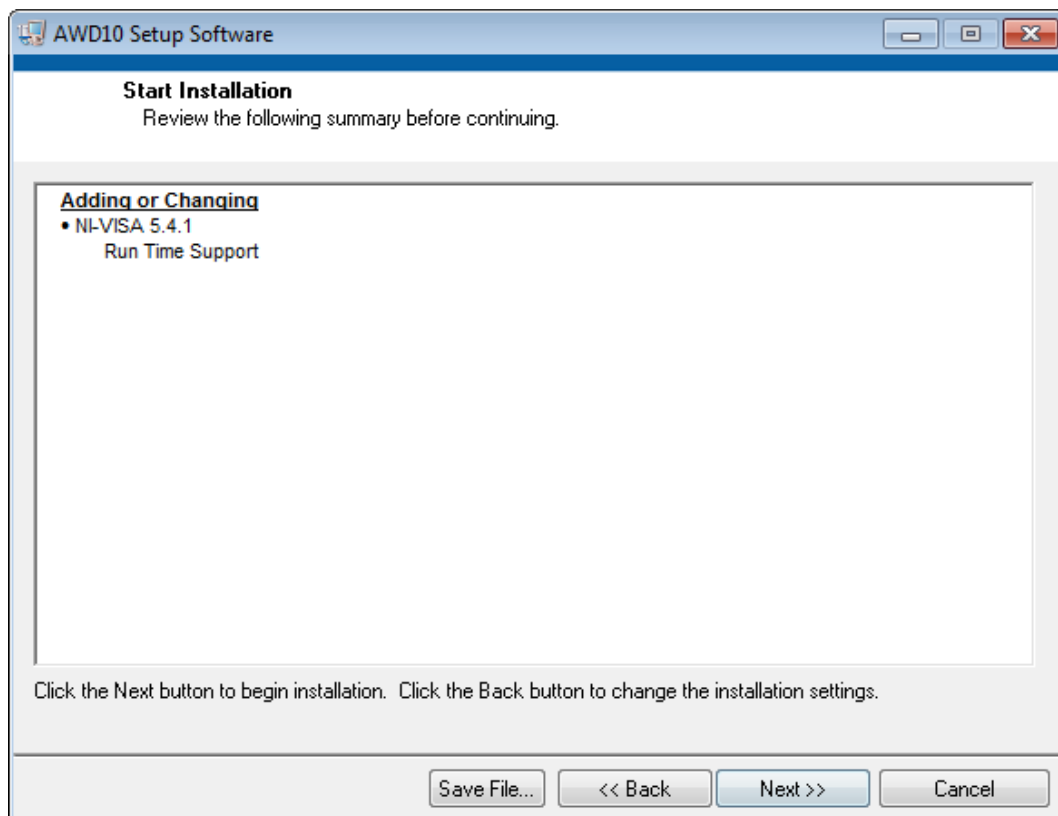 AWD10 Setup Software
Start Installation
Review the following summary before continuing.
Adding or Changing
• NI-VISA 5.4.1
Run Time Support
Click the Next button to begin installation.  Click the Back button to change the installation settings.
Save File... << Back Next >> Cancel